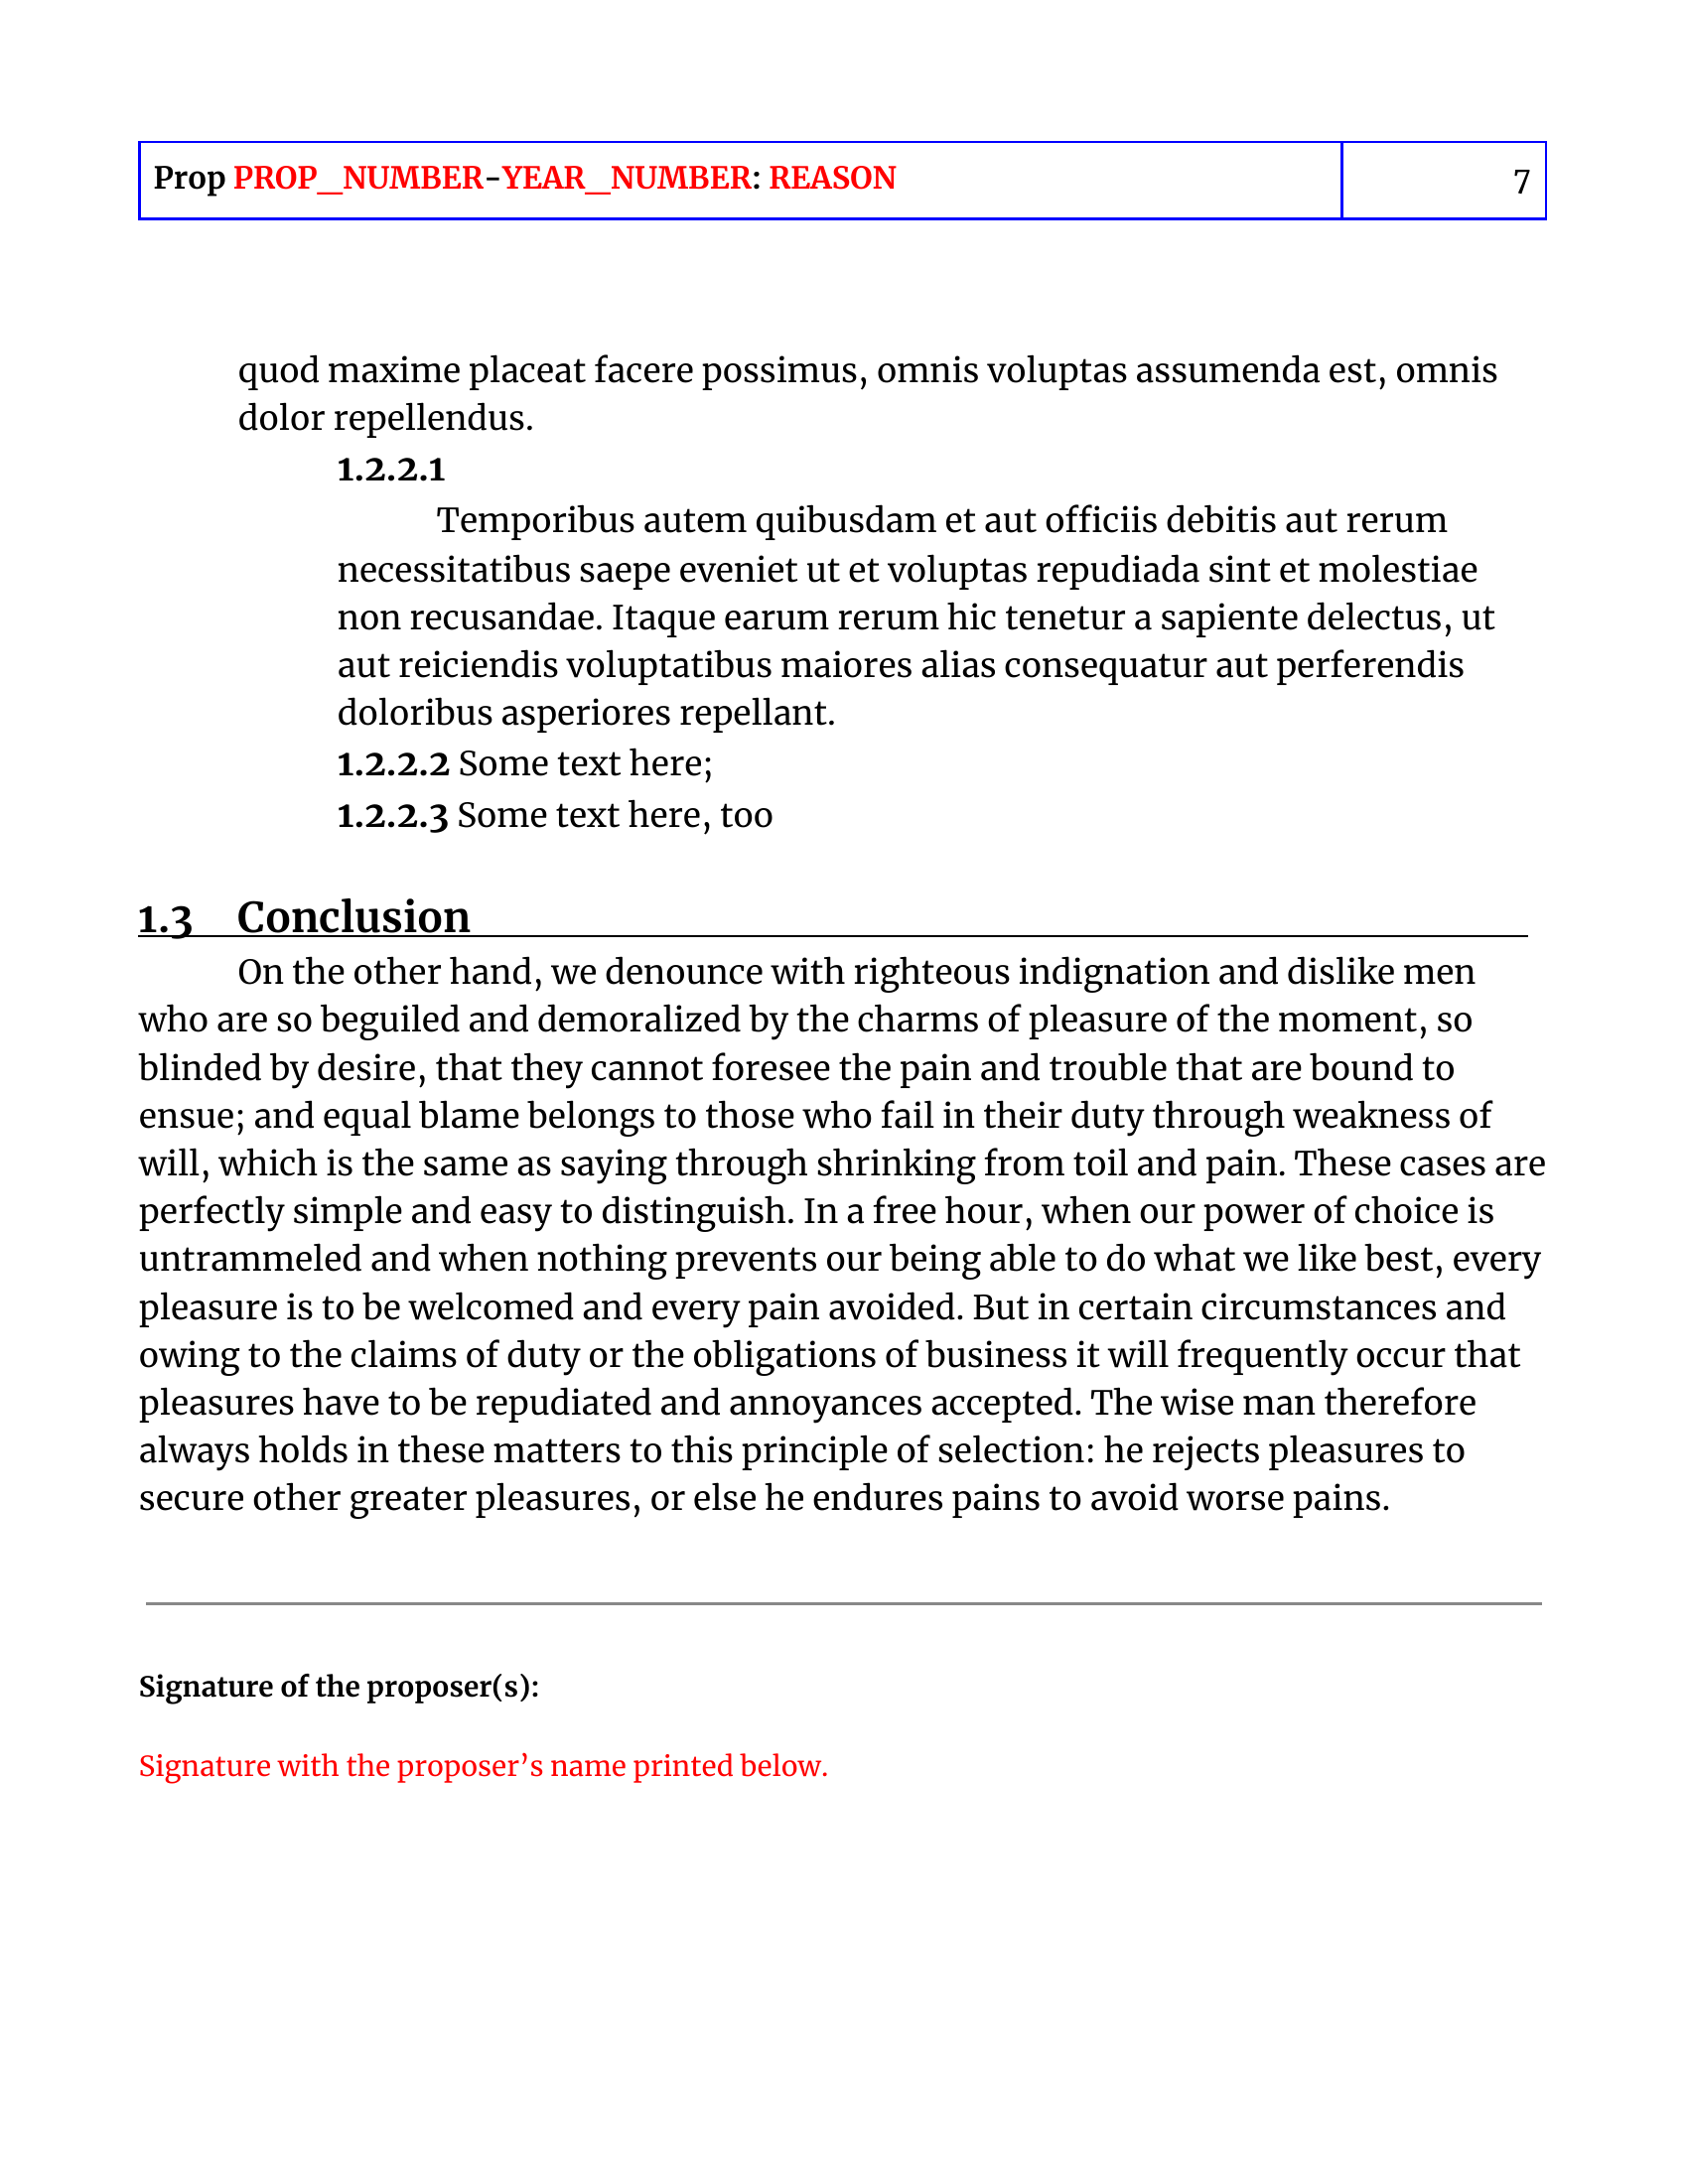 Prop PROP_NUMBER-YEAR_NUMBER: REASON
7
quod maxime placeat facere possimus, omnis voluptas assumenda est, omnis
dolor repellendus.
1.2.2.1
Temporibus autem quibusdam et aut officiis debitis aut rerum
necessitatibus saepe eveniet ut et voluptas repudiada sint et molestiae
non recusandae. Itaque earum rerum hic tenetur a sapiente delectus, ut
aut reiciendis voluptatibus maiores alias consequatur aut perferendis
doloribus asperiores repellant.
1.2.2.2 Some text here;
1.2.2.3 Some text here, too
1.3 Conclusion
On the other hand, we denounce with righteous indignation and dislike men
who are so beguiled and demoralized by the charms of pleasure of the moment, so
blinded by desire, that they cannot foresee the pain and trouble that are bound to
ensue; and equal blame belongs to those who fail in their duty through weakness of
will, which is the same as saying through shrinking from toil and pain. These cases are
perfectly simple and easy to distinguish. In a free hour, when our power of choice is
untrammeled and when nothing prevents our being able to do what we like best, every
pleasure is to be welcomed and every pain avoided. But in certain circumstances and
owing to the claims of duty or the obligations of business it will frequently occur that
pleasures have to be repudiated and annoyances accepted. The wise man therefore
always holds in these matters to this principle of selection: he rejects pleasures to
secure other greater pleasures, or else he endures pains to avoid worse pains.
Signature of the proposer(s):
Signature with the proposer’s name printed below.